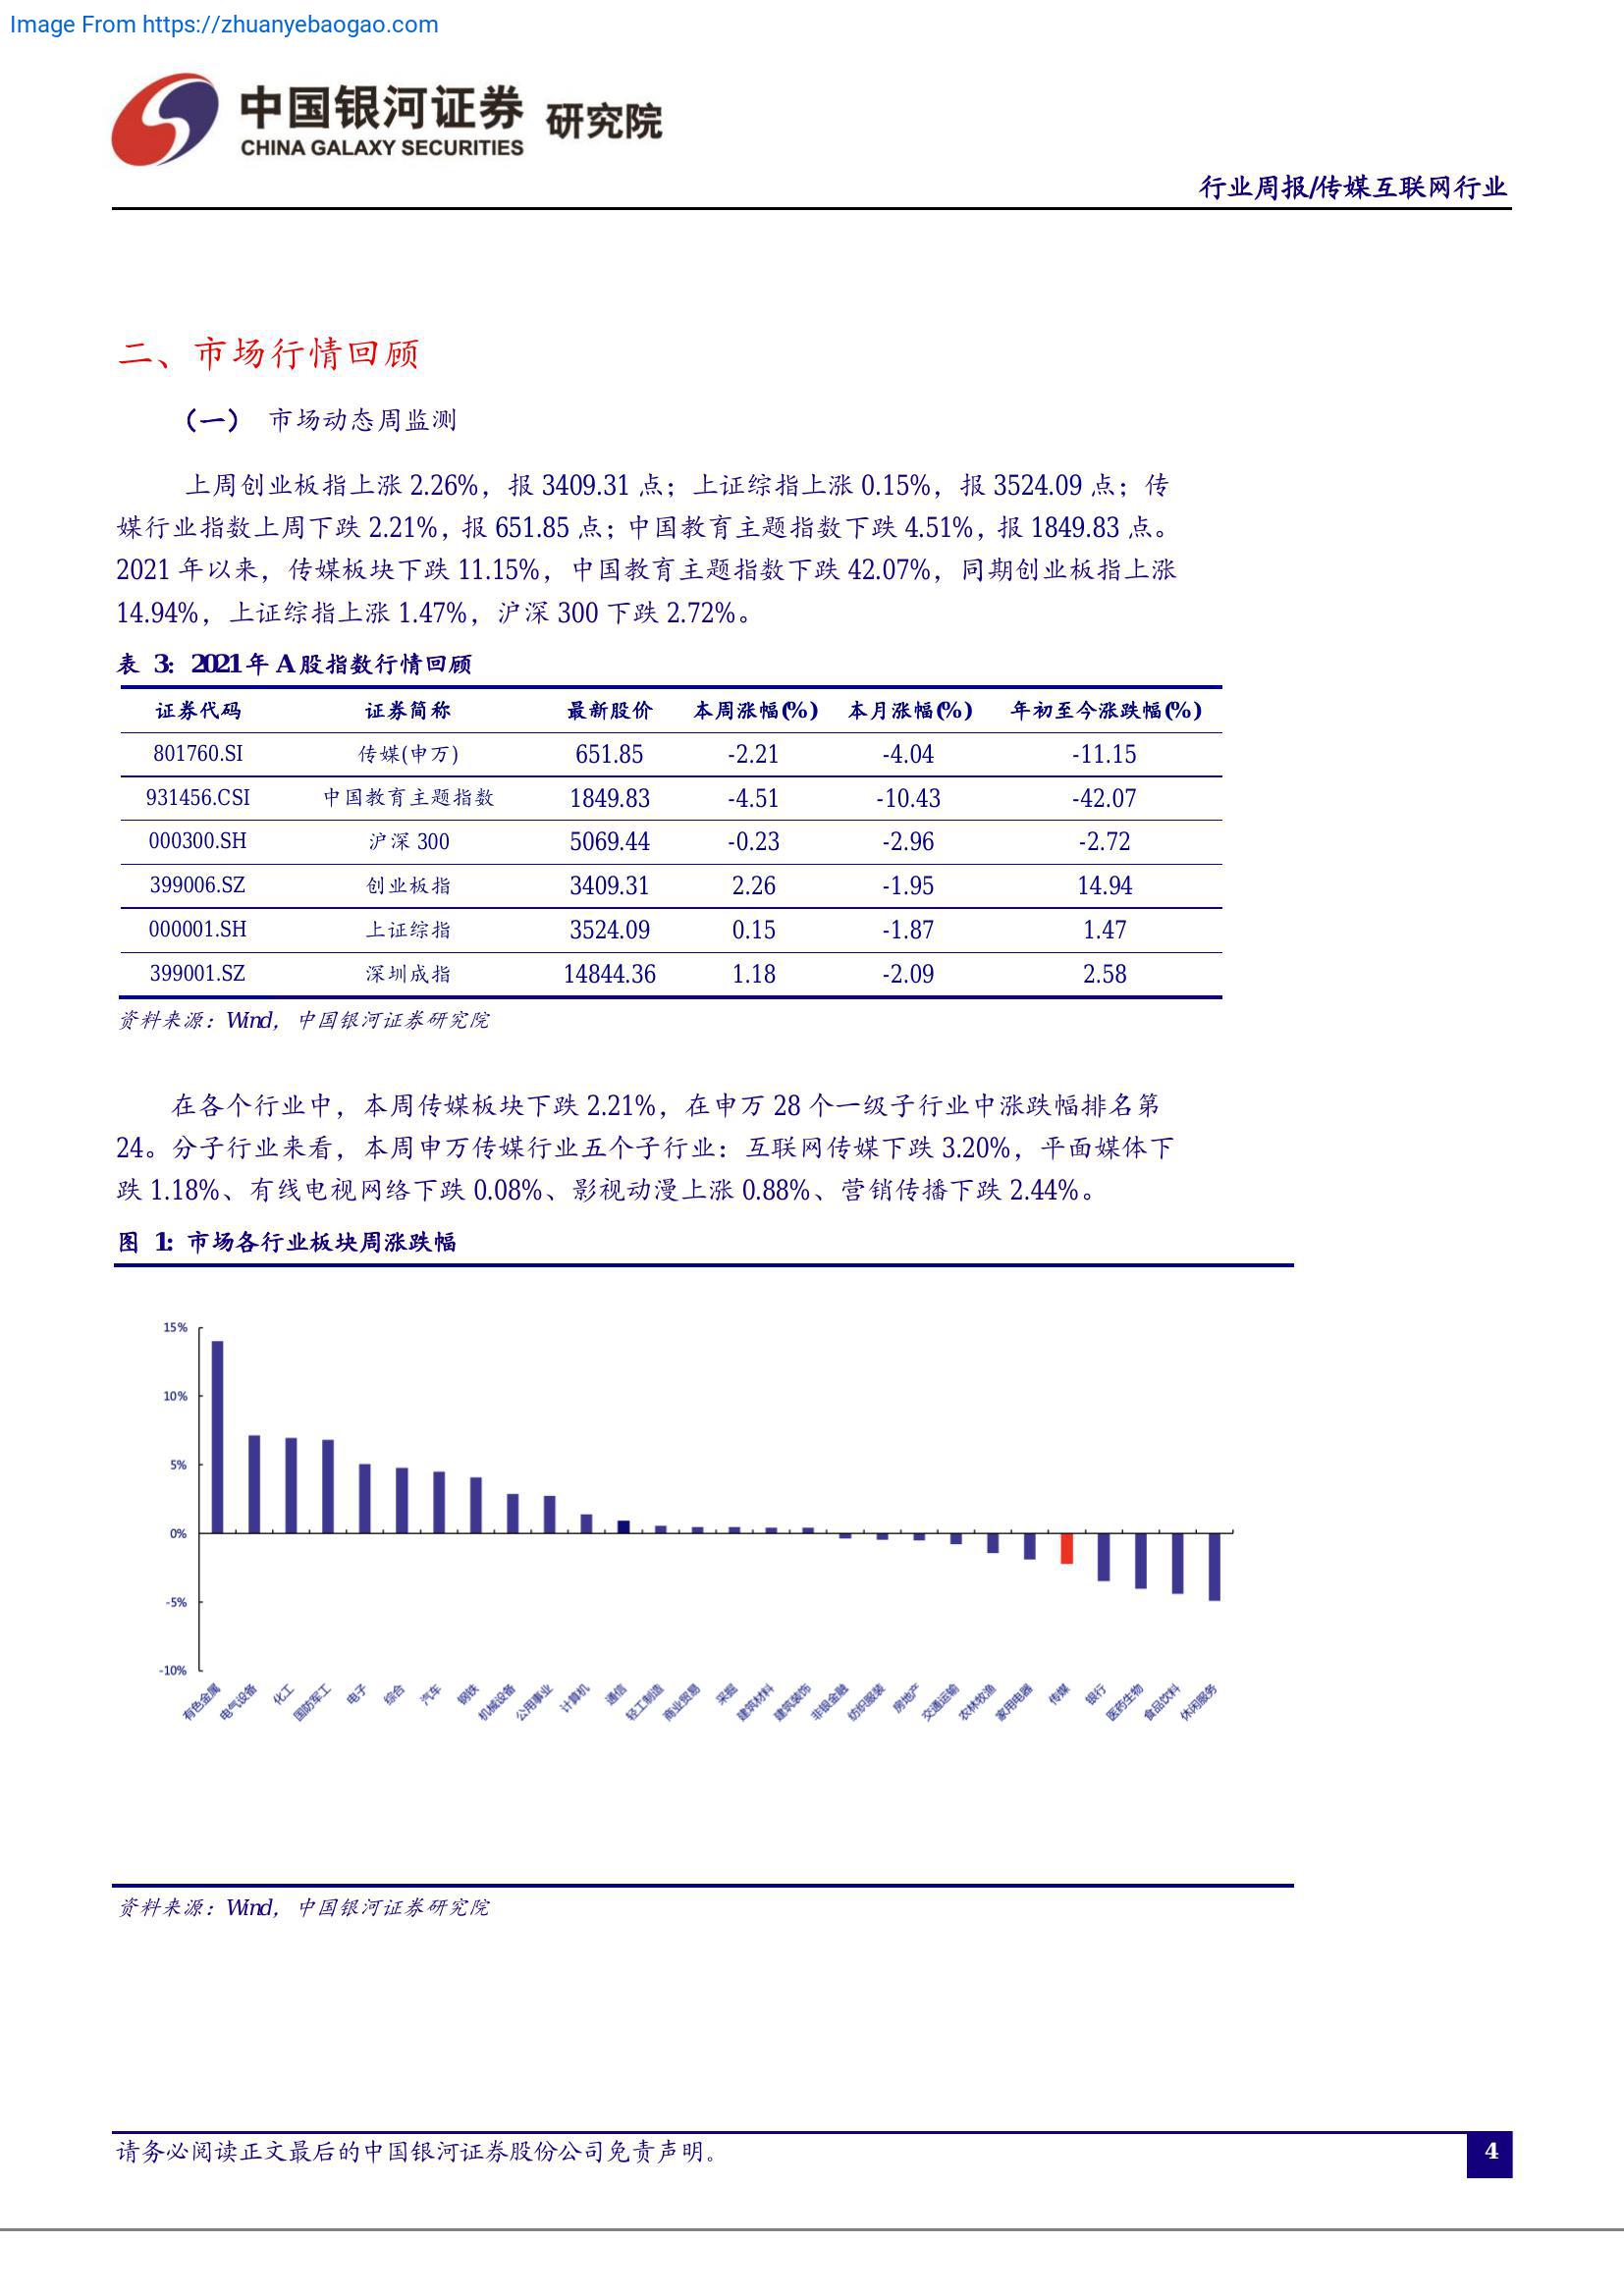 Image From https://zhuanyebaogao.com
中国银河证券 研究院
CHINA GALAXY SECURITIES
行业周报/传媒互联网行业
二、市场行情回顾
（一） 市场动态周监测
上周创业板指上涨 2.26%，报 3409.31 点；上证综指上涨 0.15%，报 3524.09 点；传
媒行业指数上周下跌 2.21%，报 651.85 点；中国教育主题指数下跌 4.51%，报 1849.83 点。
2021 年以来，传媒板块下跌 11.15%，中国教育主题指数下跌 42.07%，同期创业板指上涨
14.94%，上证综指上涨 1.47%，沪深 300 下跌 2.72%。
表 3：2021 年 A 股指数行情回顾
证券代码 证券简称 最新股价 本周涨幅(%) 本月涨幅(%) 年初至今涨跌幅(%)
801760.SI 传媒(申万) 651.85 -2.21 -4.04 -11.15
931456.CSI 中国教育主题指数 1849.83 -4.51 -10.43 -42.07
000300.SH 沪深 300 5069.44 -0.23 -2.96 -2.72
399006.SZ 创业板指 3409.31 2.26 -1.95 14.94
000001.SH 上证综指 3524.09 0.15 -1.87 1.47
399001.SZ 深圳成指 14844.36 1.18 -2.09 2.58
资料来源：Wind，中国银河证券研究院
在各个行业中，本周传媒板块下跌 2.21%，在申万 28 个一级子行业中涨跌幅排名第
24。分子行业来看，本周申万传媒行业五个子行业：互联网传媒下跌 3.20%，平面媒体下
跌 1.18%、有线电视网络下跌 0.08%、影视动漫上涨 0.88%、营销传播下跌 2.44%。
图 1：市场各行业板块周涨跌幅
15%
10%
5%
0%
-5%
-10%
有色金属 电气设备 化工 国防军工 电子 综合 汽车 钢铁 机械设备 公用事业 计算机 通信 轻工制造 商业贸易 采掘 建筑材料 建筑装饰 非银金融 纺织服装 房地产 交通运输 农林牧渔 家用电器 传媒 银行 医药生物 食品饮料 休闲服务
资料来源：Wind，中国银河证券研究院
请务必阅读正文最后的中国银河证券股份公司免责声明。
4